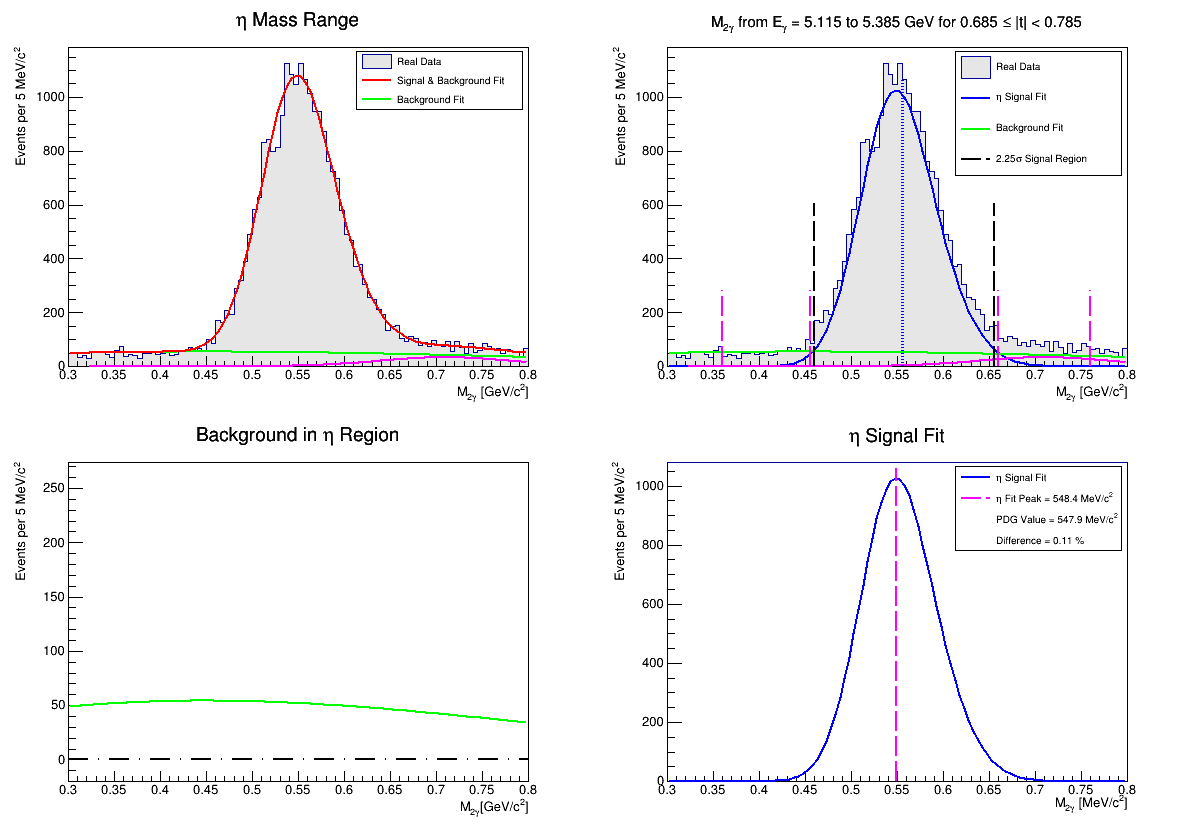 η Mass Range
Events per 5 MeV/c²
Real Data
Signal & Background Fit
Background Fit
1000
800
600
400
200
0
0.3 0.35 0.4 0.45 0.5 0.55 0.6 0.65 0.7 0.75 0.8
M₂γ [GeV/c²]
M₂γ from Eγ = 5.115 to 5.385 GeV for 0.685 ≤ |t| < 0.785
Events per 5 MeV/c²
Real Data
η Signal Fit
Background Fit
2.25σ Signal Region
1000
800
600
400
200
0
0.3 0.35 0.4 0.45 0.5 0.55 0.6 0.65 0.7 0.75 0.8
M₂γ [GeV/c²]
Background in η Region
Events per 5 MeV/c²
250
200
150
100
50
0
0.3 0.35 0.4 0.45 0.5 0.55 0.6 0.65 0.7 0.75 0.8
M₂γ[GeV/c²]
η Signal Fit
Events per 5 MeV/c²
η Signal Fit
η Fit Peak = 548.4 MeV/c²
PDG Value = 547.9 MeV/c²
Difference = 0.11 %
1000
800
600
400
200
0
0.3 0.35 0.4 0.45 0.5 0.55 0.6 0.65 0.7 0.75 0.8
M₂γ [MeV/c²]